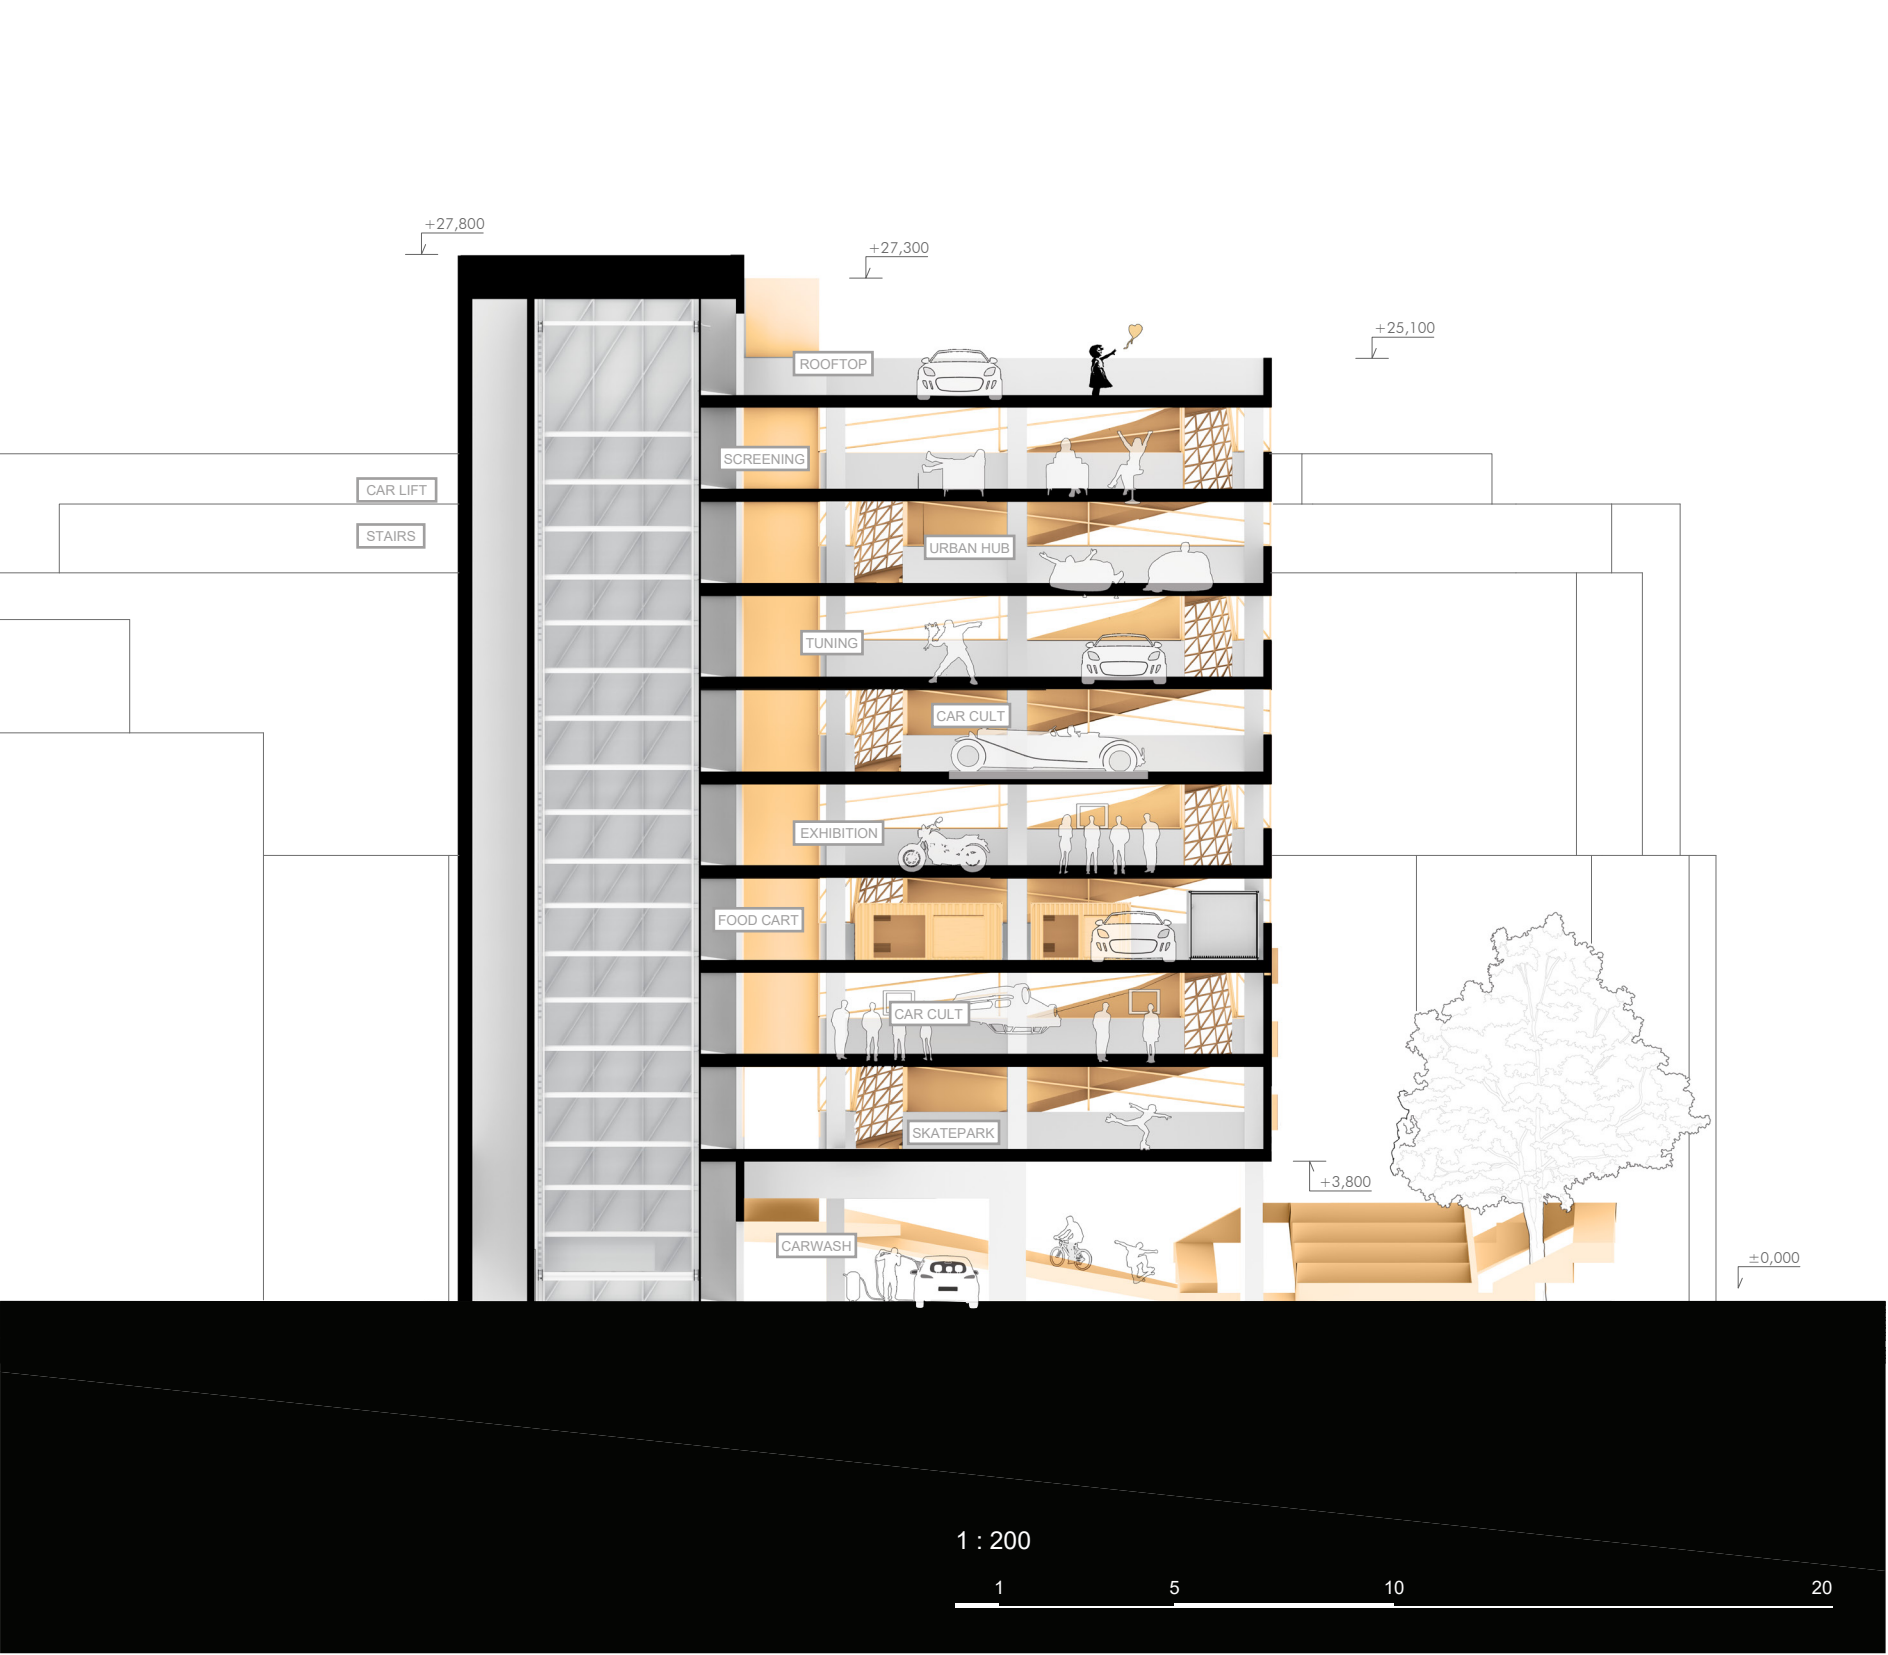 +27,800
+27,300
+25,100
ROOFTOP
SCREENING
CAR LIFT
STAIRS
URBAN HUB
TUNING
CAR CULT
EXHIBITION
FOOD CART
CAR CULT
SKATEPARK
+3,800
CARWASH
±0,000
1 : 200
1 5 10 20